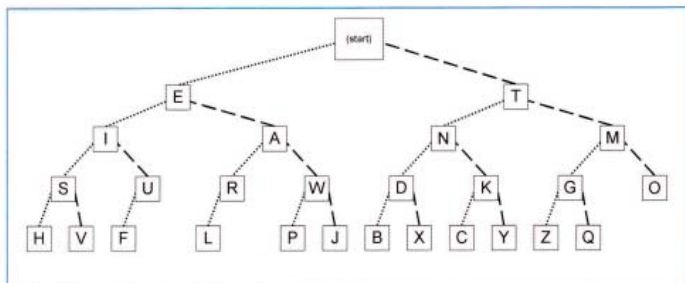 (start)
E T
I A N M
S U R W D K G O
H V F L P J B X C Y Z Q